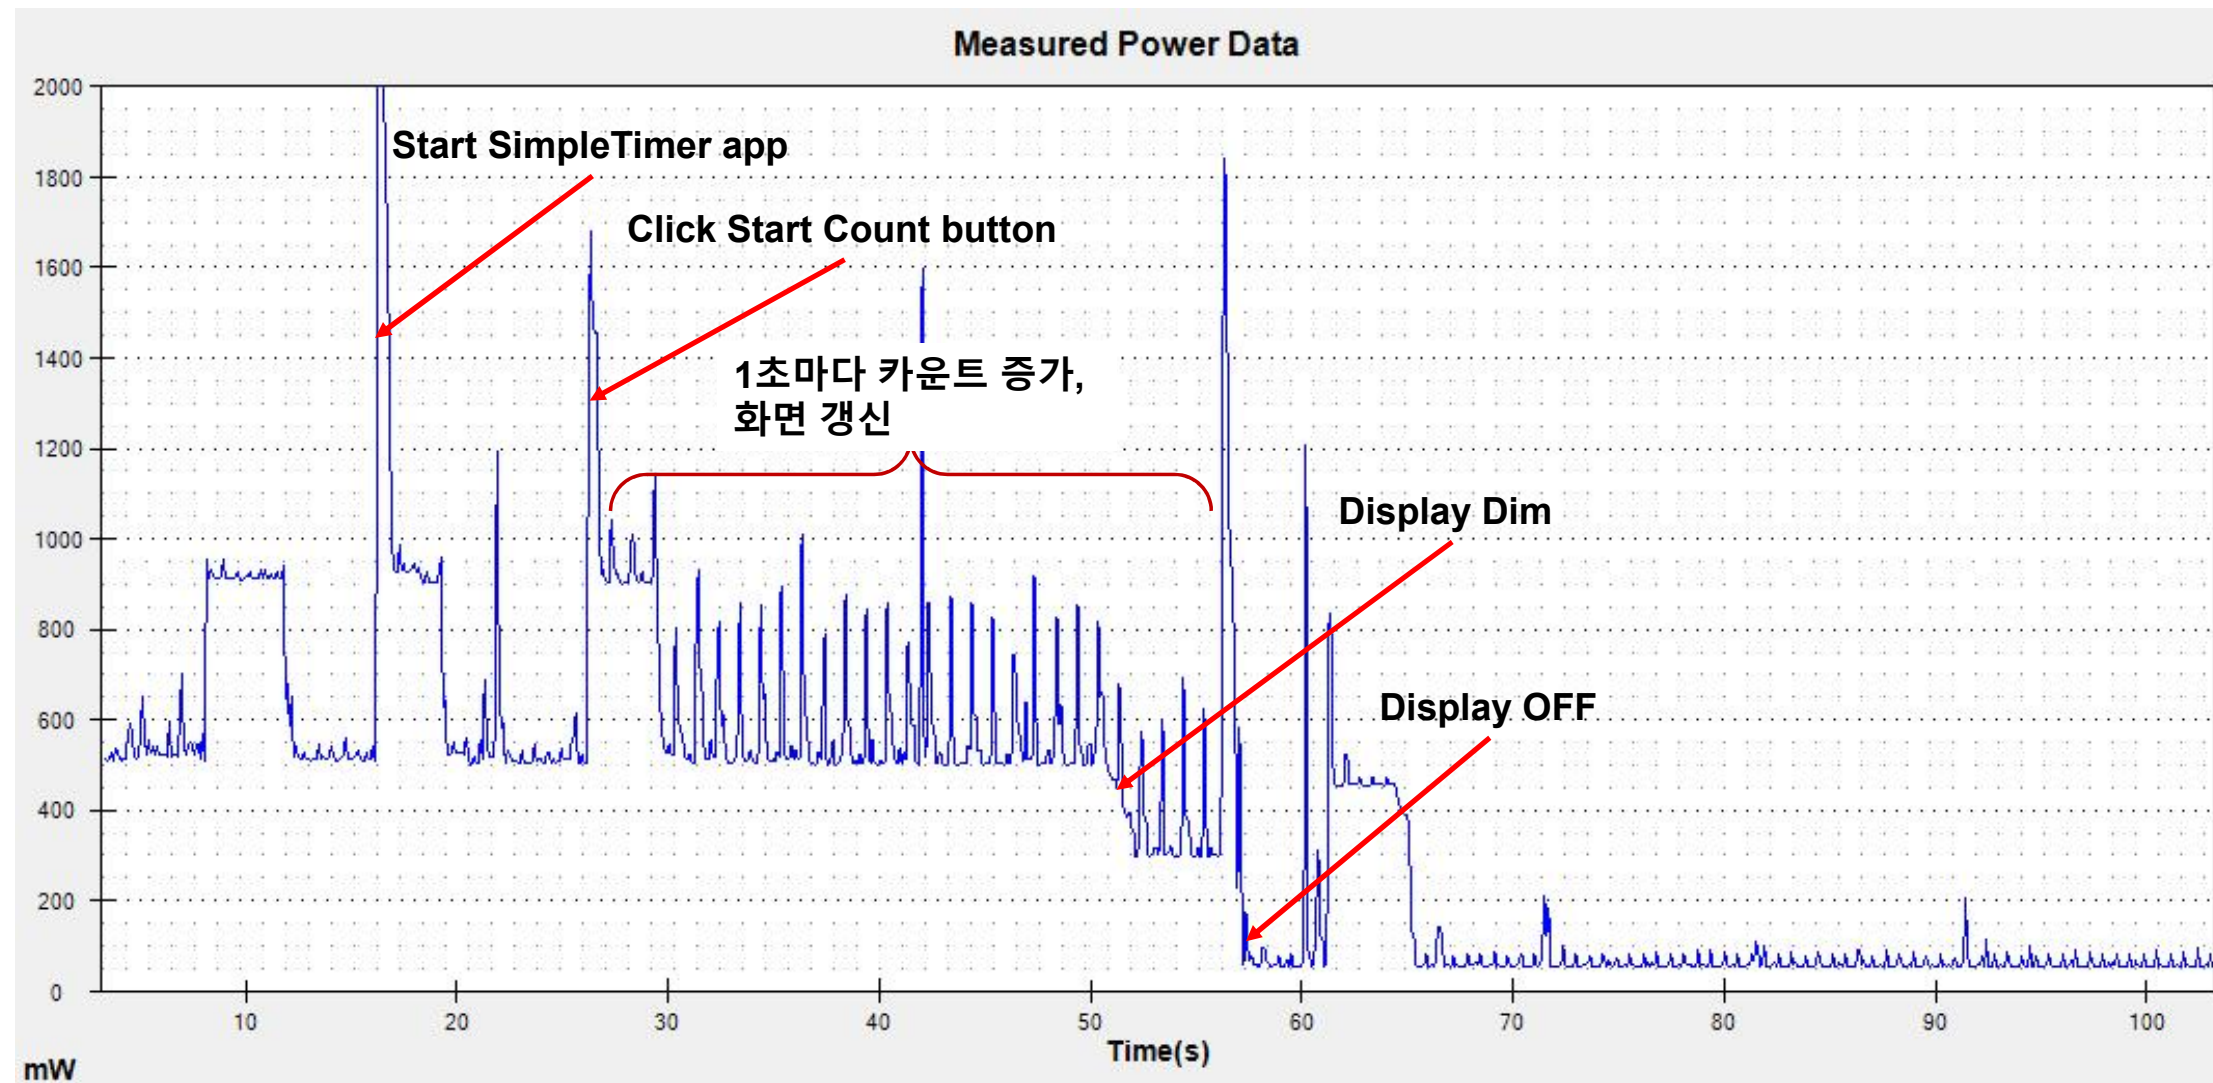 Measured Power Data
2000
1800
1600
1400
1200
1000
800
600
400
200
0
Start SimpleTimer app
Click Start Count button
1초마다 카운트 증가,
화면 갱신
Display Dim
Display OFF
10 20 30 40 50 60 70 80 90 100
Time(s)
mW